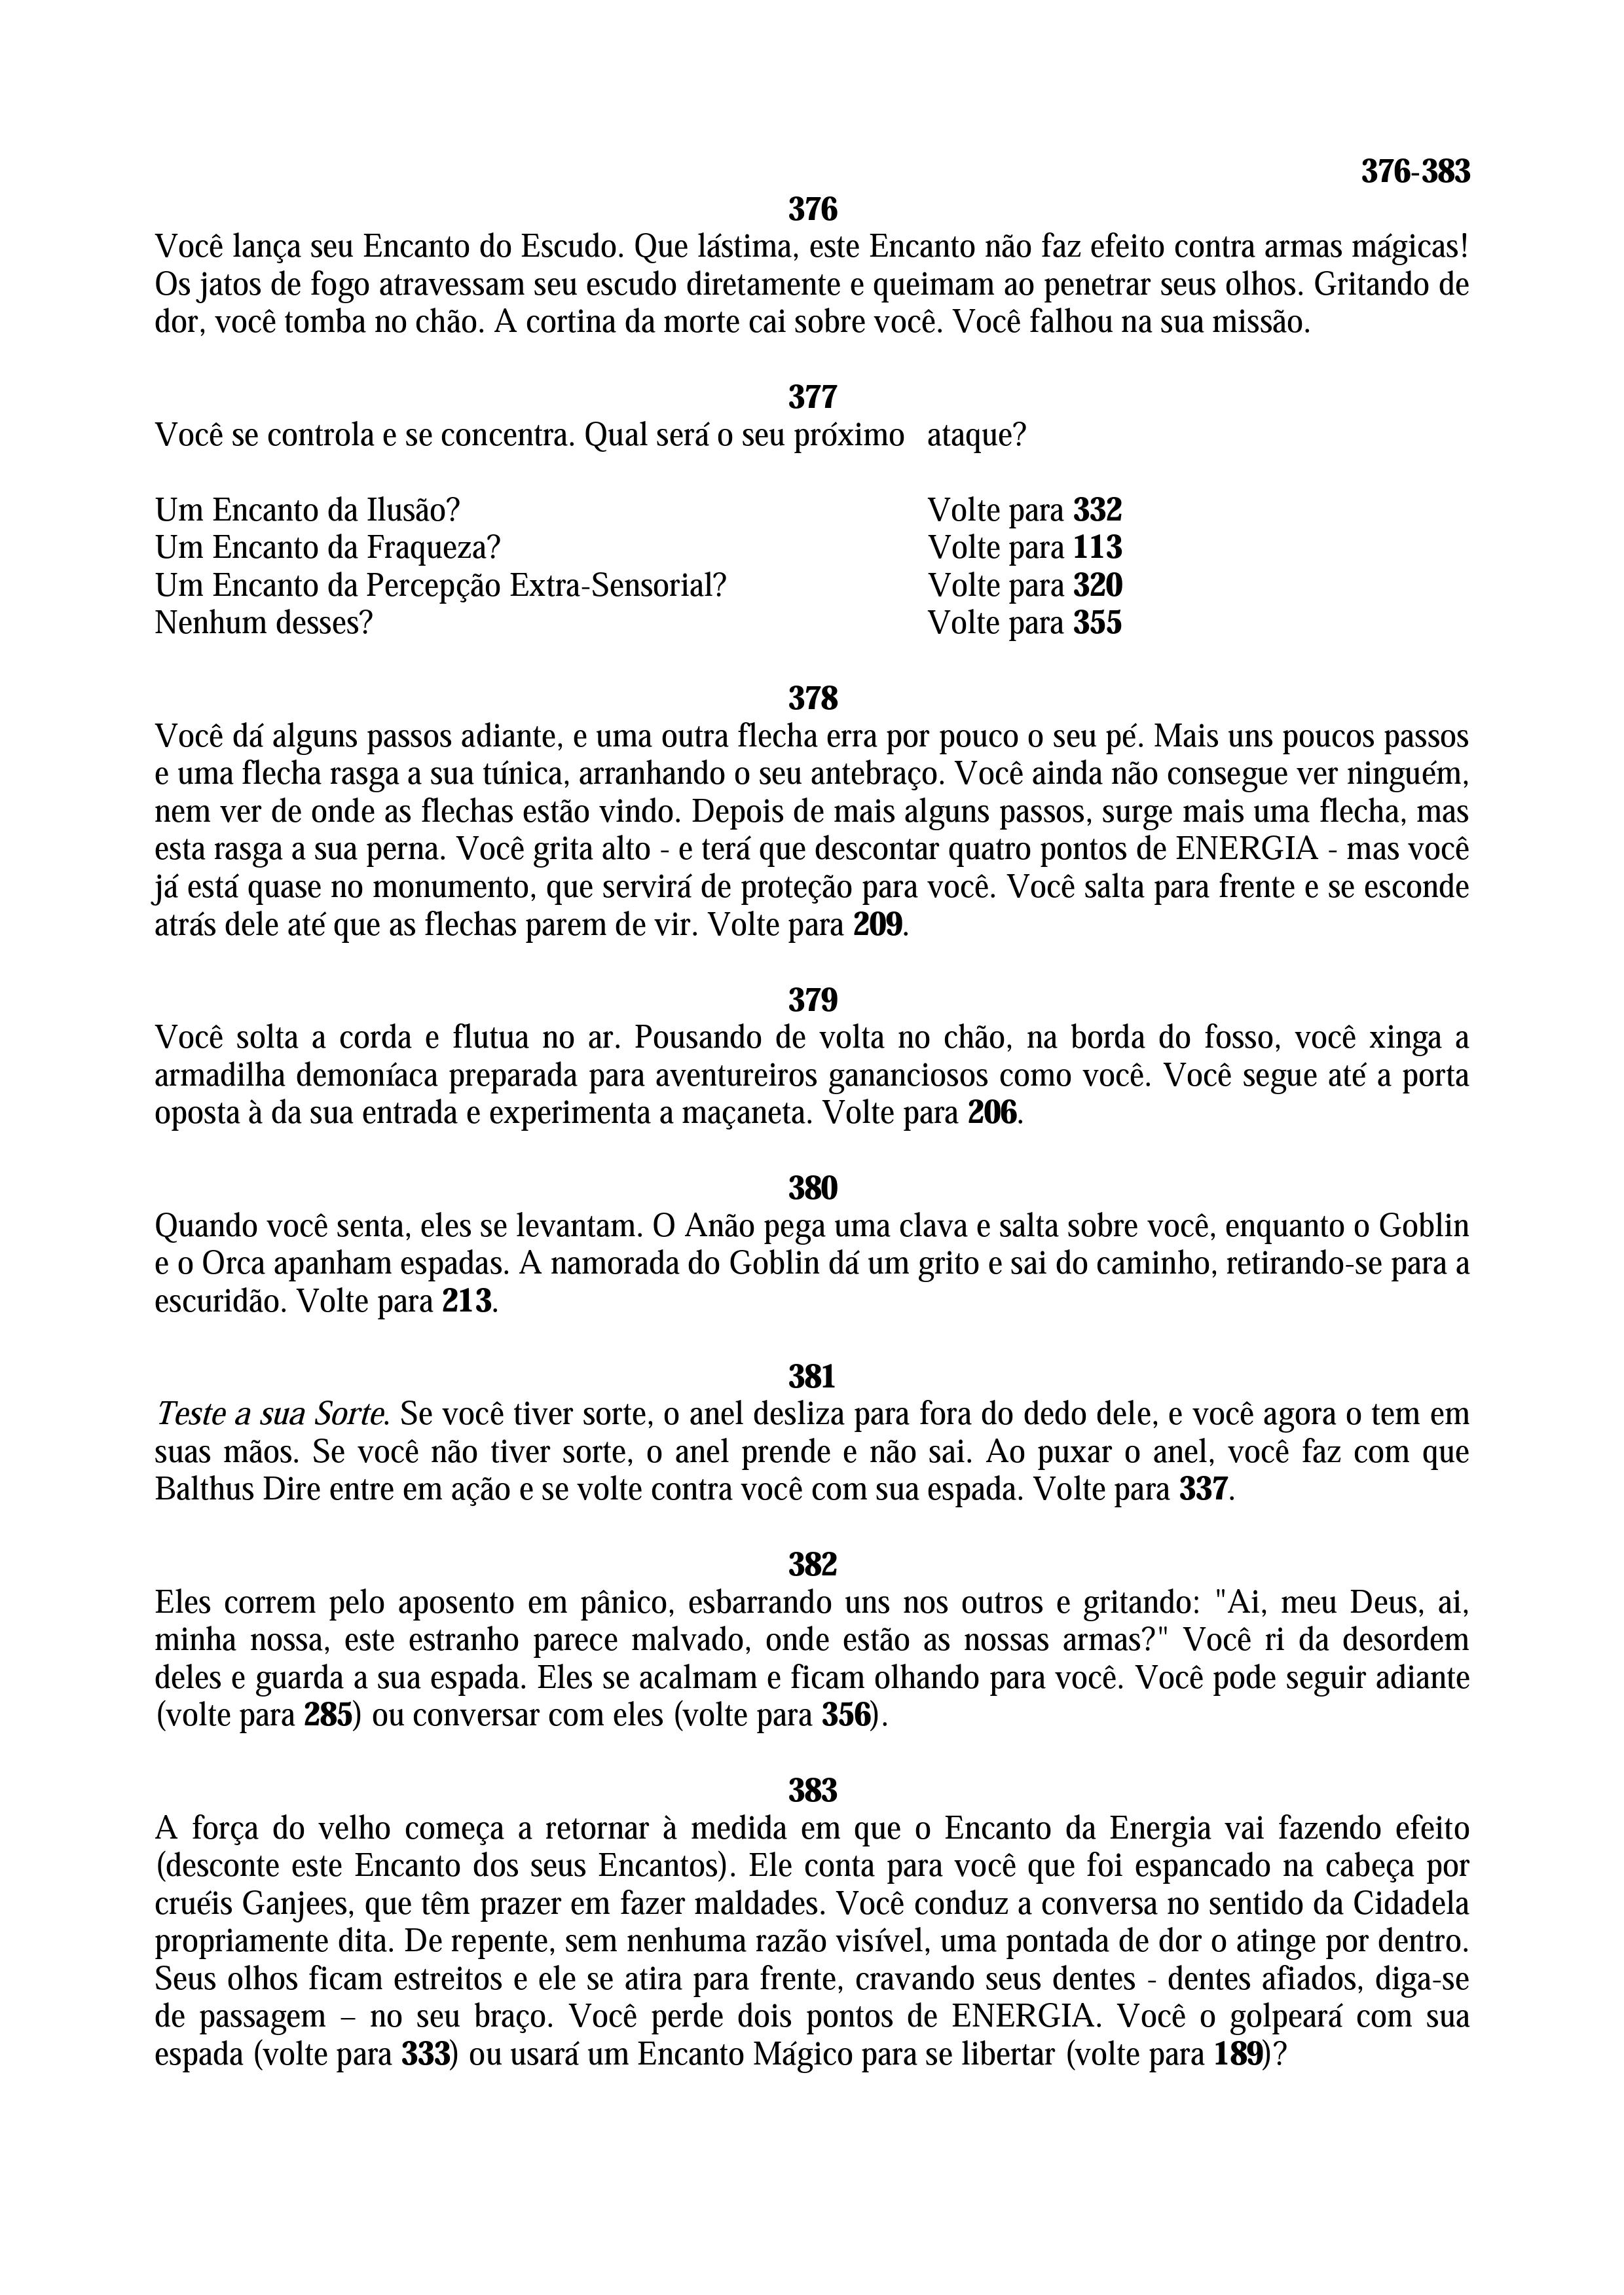 376-383
376
Você lança seu Encanto do Escudo. Que lástima, este Encanto não faz efeito contra armas mágicas!
Os jatos de fogo atravessam seu escudo diretamente e queimam ao penetrar seus olhos. Gritando de
dor, você tomba no chão. A cortina da morte cai sobre você. Você falhou na sua missão.
377
Você se controla e se concentra. Qual será o seu próximo ataque?
Um Encanto da Ilusão? Volte para 332
Um Encanto da Fraqueza? Volte para 113
Um Encanto da Percepção Extra-Sensorial? Volte para 320
Nenhum desses? Volte para 355
378
Você dá alguns passos adiante, e uma outra flecha erra por pouco o seu pé. Mais uns poucos passos
e uma flecha rasga a sua túnica, arranhando o seu antebraço. Você ainda não consegue ver ninguém,
nem ver de onde as flechas estão vindo. Depois de mais alguns passos, surge mais uma flecha, mas
esta rasga a sua perna. Você grita alto - e terá que descontar quatro pontos de ENERGIA - mas você
já está quase no monumento, que servirá de proteção para você. Você salta para frente e se esconde
atrás dele até que as flechas parem de vir. Volte para 209.
379
Você solta a corda e flutua no ar. Pousando de volta no chão, na borda do fosso, você xinga a
armadilha demoníaca preparada para aventureiros gananciosos como você. Você segue até a porta
oposta à da sua entrada e experimenta a maçaneta. Volte para 206.
380
Quando você senta, eles se levantam. O Anão pega uma clava e salta sobre você, enquanto o Goblin
e o Orca apanham espadas. A namorada do Goblin dá um grito e sai do caminho, retirando-se para a
escuridão. Volte para 213.
381
Teste a sua Sorte. Se você tiver sorte, o anel desliza para fora do dedo dele, e você agora o tem em
suas mãos. Se você não tiver sorte, o anel prende e não sai. Ao puxar o anel, você faz com que
Balthus Dire entre em ação e se volte contra você com sua espada. Volte para 337.
382
Eles correm pelo aposento em pânico, esbarrando uns nos outros e gritando: "Ai, meu Deus, ai,
minha nossa, este estranho parece malvado, onde estão as nossas armas?" Você ri da desordem
deles e guarda a sua espada. Eles se acalmam e ficam olhando para você. Você pode seguir adiante
(volte para 285) ou conversar com eles (volte para 356).
383
A força do velho começa a retornar à medida em que o Encanto da Energia vai fazendo efeito
(desconte este Encanto dos seus Encantos). Ele conta para você que foi espancado na cabeça por
cruéis Ganjees, que têm prazer em fazer maldades. Você conduz a conversa no sentido da Cidadela
propriamente dita. De repente, sem nenhuma razão visível, uma pontada de dor o atinge por dentro.
Seus olhos ficam estreitos e ele se atira para frente, cravando seus dentes - dentes afiados, diga-se
de passagem – no seu braço. Você perde dois pontos de ENERGIA. Você o golpeará com sua
espada (volte para 333) ou usará um Encanto Mágico para se libertar (volte para 189)?